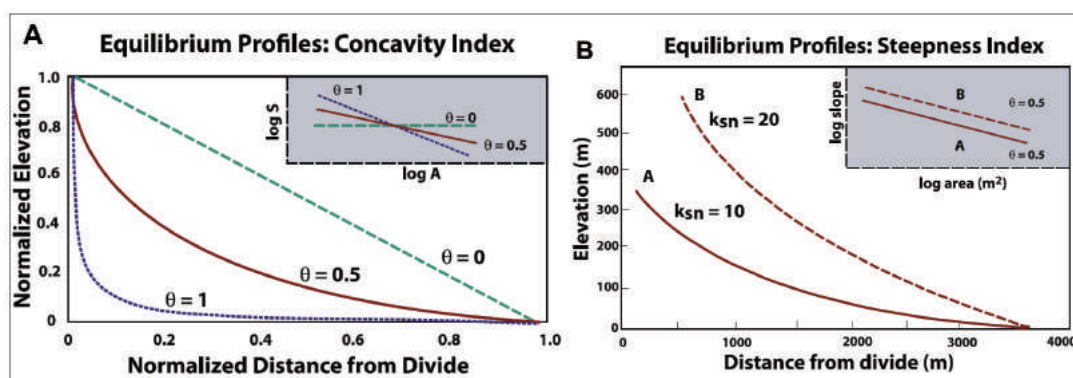 A
Equilibrium Profiles: Concavity Index
Normalized Elevation
1.0
0.8
0.6
0.4
0.2
0
log S
θ = 1
θ = 0
θ = 0.5
log A
θ = 0
θ = 0.5
θ = 1
0
0.2
0.4
0.6
0.8
1.0
Normalized Distance from Divide
B
Equilibrium Profiles: Steepness Index
Elevation (m)
600
500
400
300
200
100
0
B
ksn = 20
A
ksn = 10
log slope
B
θ = 0.5
A
θ = 0.5
log area (m²)
0
1000
2000
3000
4000
Distance from divide (m)